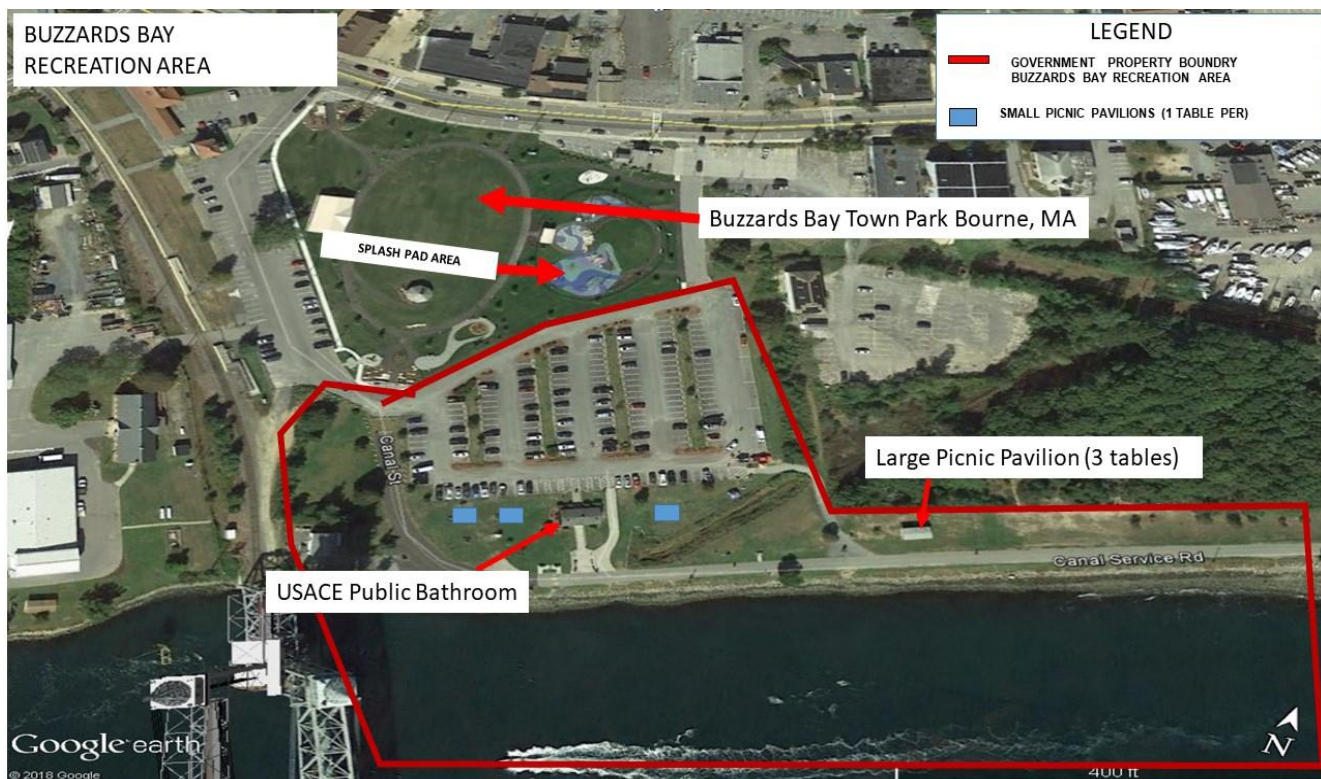 BUZZARDS BAY
RECREATION AREA
LEGEND
GOVERNMENT PROPERTY BOUNDRY
BUZZARDS BAY RECREATION AREA
SMALL PICNIC PAVILIONS (1 TABLE PER)
Buzzards Bay Town Park Bourne, MA
SPLASH PAD AREA
Canal St
Large Picnic Pavilion (3 tables)
Canal Service Rd
USACE Public Bathroom
Google earth
© 2018 Google
400 ft
N